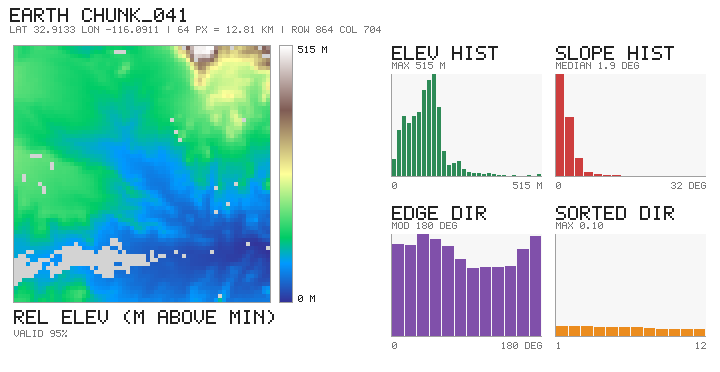 EARTH CHUNK_041
LAT 32.9133 LON -116.0911 | 64 PX = 12.81 KM | ROW 864 COL 704
515 M
0 M
REL ELEV (M ABOVE MIN)
VALID 95%
ELEV HIST
MAX 515 M
0 515 M
SLOPE HIST
MEDIAN 1.9 DEG
0 32 DEG
EDGE DIR
MOD 180 DEG
0 180 DEG
SORTED DIR
MAX 0.10
1 12